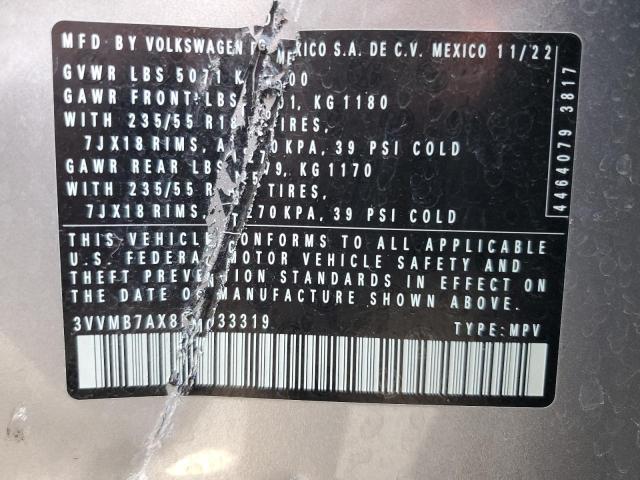 MFD BY VOLKSWAGEN DE MEXICO S.A. DE C.V. MEXICO 11/22
GVWR LBS 5071
GAWR FRONT LBS KG 1180
WITH 235/55 R18 TIRES,
7JX18 RIMS, 39 PSI COLD
GAWR REAR LBS KG 1170
WITH 235/55 TIRES,
7JX18 RIMS, 270 KPA, 39 PSI COLD
THIS VEHICLE CONFORMS TO ALL APPLICABLE
U.S. FEDERAL MOTOR VEHICLE SAFETY AND
THEFT PREVENTION STANDARDS IN EFFECT ON
THE DATE OF MANUFACTURE SHOWN ABOVE.
TYPE: MPV
4464079 3817